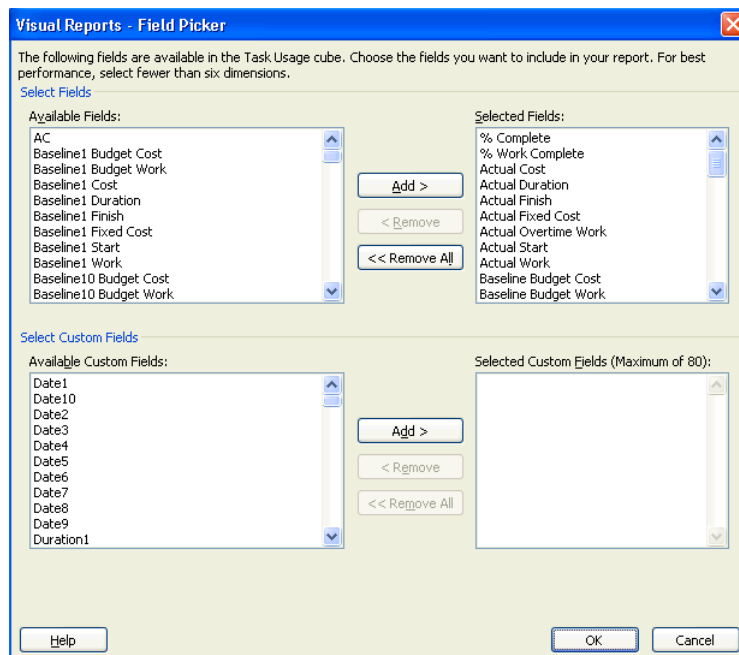 Visual Reports - Field Picker
The following fields are available in the Task Usage cube. Choose the fields you want to include in your report. For best
performance, select fewer than six dimensions.
Select Fields
Available Fields:
AC
Baseline1 Budget Cost
Baseline1 Budget Work
Baseline1 Cost
Baseline1 Duration
Baseline1 Finish
Baseline1 Fixed Cost
Baseline1 Start
Baseline1 Work
Baseline10 Budget Cost
Baseline10 Budget Work
Add >
< Remove
<< Remove All
Selected Fields:
% Complete
% Work Complete
Actual Cost
Actual Duration
Actual Finish
Actual Fixed Cost
Actual Overtime Work
Actual Start
Actual Work
Baseline Budget Cost
Baseline Budget Work
Select Custom Fields
Available Custom Fields:
Date1
Date10
Date2
Date3
Date4
Date5
Date6
Date7
Date8
Date9
Duration1
Add >
< Remove
<< Remove All
Selected Custom Fields (Maximum of 80):
Help
OK
Cancel